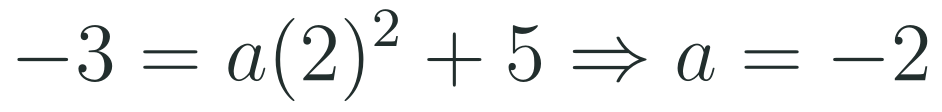 −3 = a(2)² + 5 ⇒ a = −2